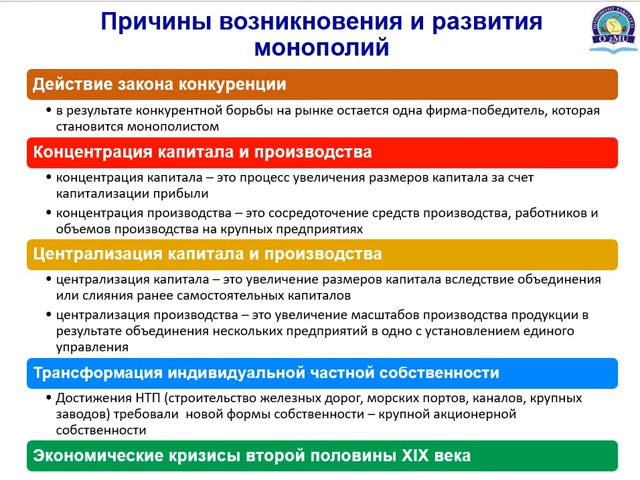 Причины возникновения и развития
монополий
O'zMU
Действие закона конкуренции
• в результате конкурентной борьбы на рынке остается одна фирма-победитель, которая
становится монополистом
Концентрация капитала и производства
• концентрация капитала – это процесс увеличения размеров капитала за счет
капитализации прибыли
• концентрация производства – это сосредоточение средств производства, работников и
объемов производства на крупных предприятиях
Централизация капитала и производства
• централизация капитала – это увеличение размеров капитала вследствие объединения
или слияния ранее самостоятельных капиталов
• централизация производства – это увеличение масштабов производства продукции в
результате объединения нескольких предприятий в одно с установлением единого
управления
Трансформация индивидуальной частной собственности
• Достижения НТП (строительство железных дорог, морских портов, каналов, крупных
заводов) требовали новой формы собственности – крупной акционерной
собственности
Экономические кризисы второй половины XIX века